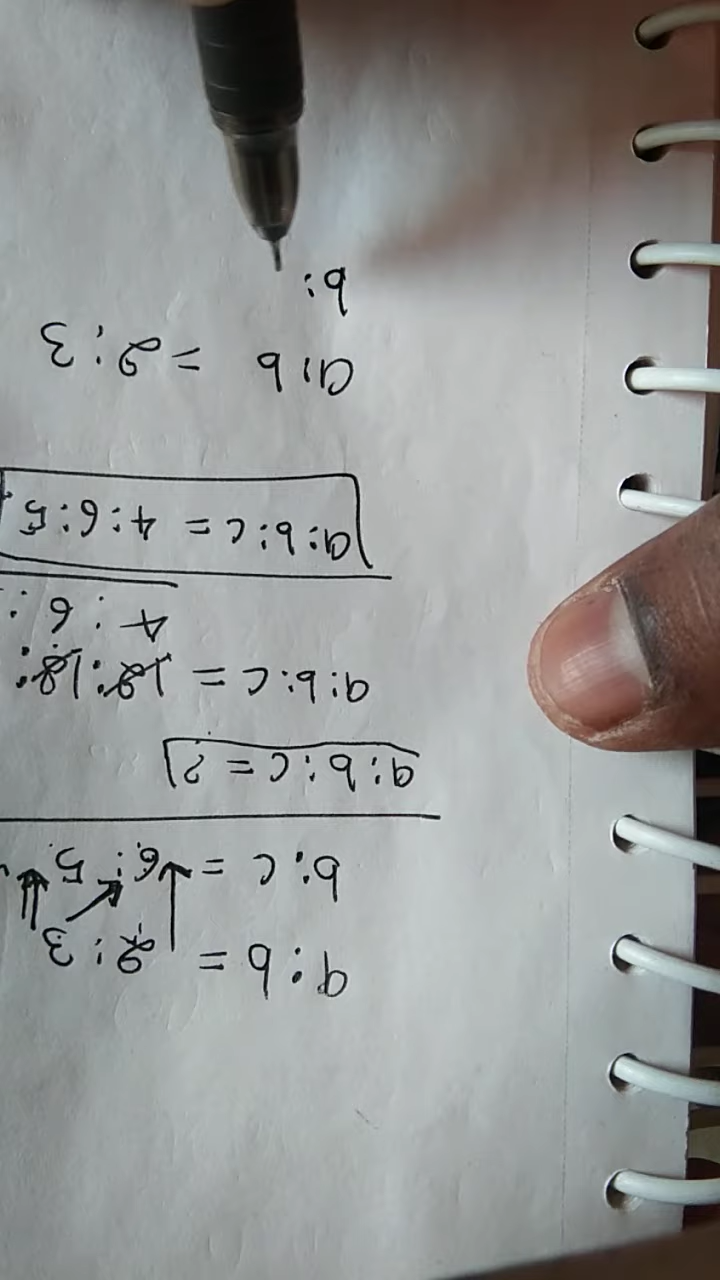 a:b = 2:3
b:c = 6:5
a:b:c = ?
a:b:c = 12:18:
4:6:
a:b:c = 4:6:5
a:b = 2:3
b: